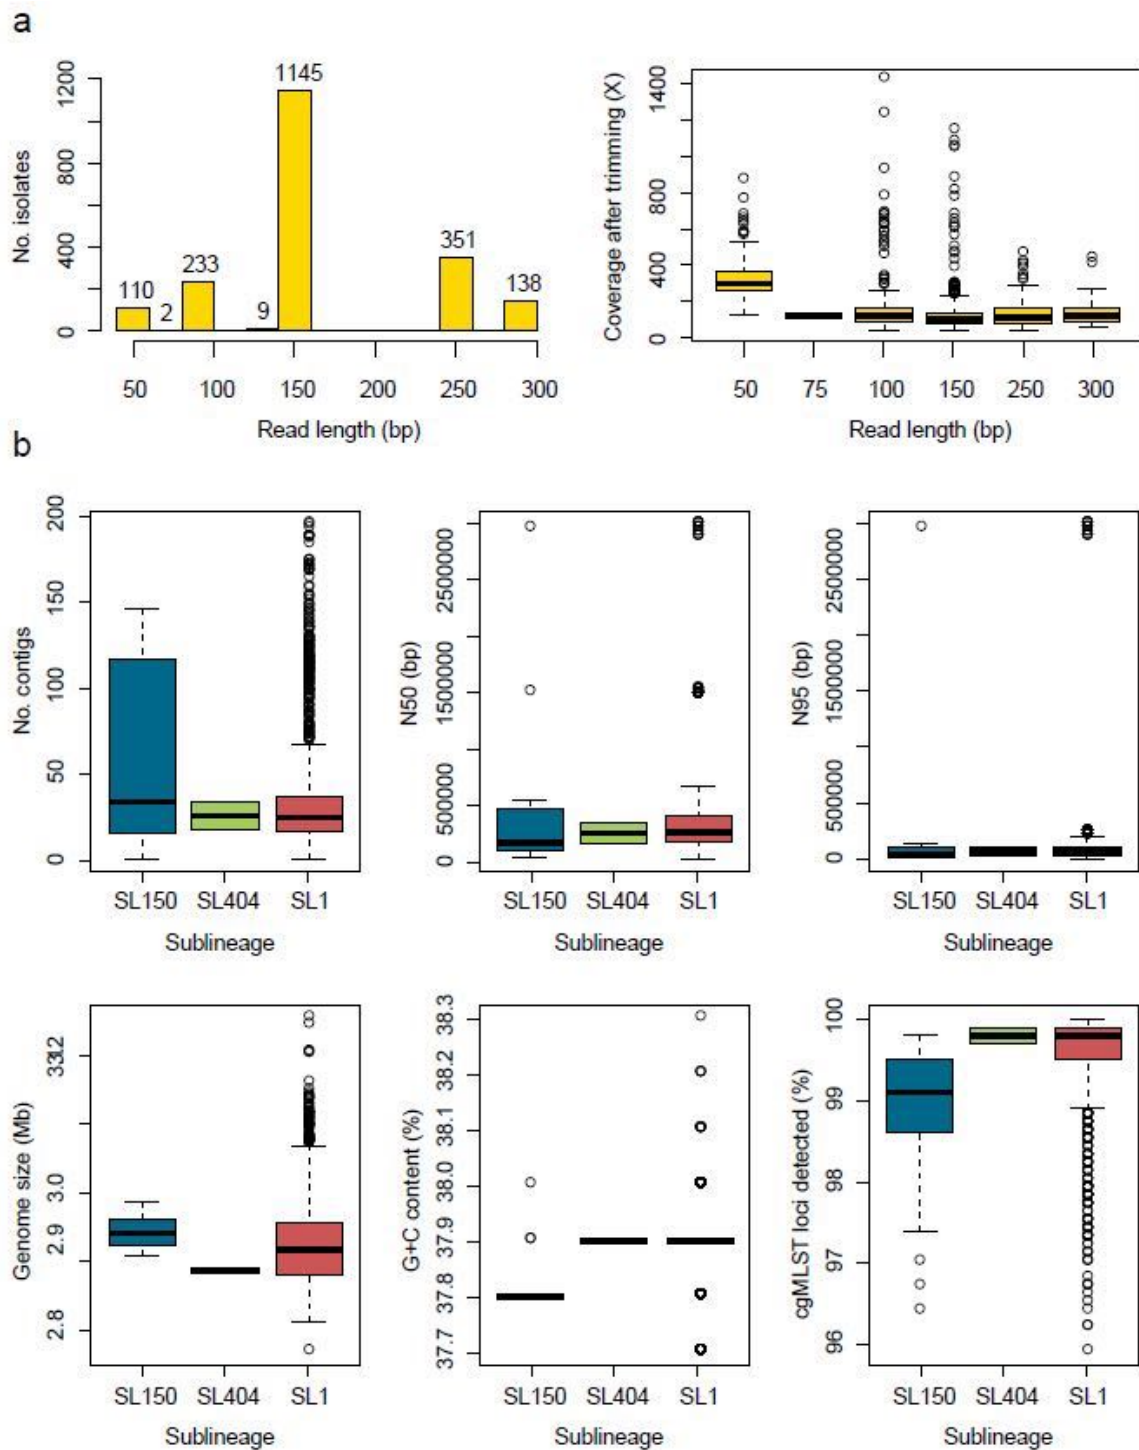 a
1200
800
400
0
No. isolates
110
2
233
9
1145
351
138
50 100 150 200 250 300
Read length (bp)
1400
800
400
0
Coverage after trimming (X)
50 75 100 150 250 300
Read length (bp)
b
200
150
100
50
0
No. contigs
SL150 SL404 SL1
Sublineage
2500000
1500000
500000
0
N50 (bp)
SL150 SL404 SL1
Sublineage
2500000
1500000
500000
0
N95 (bp)
SL150 SL404 SL1
Sublineage
3.0
2.9
2.8
Genome size (Mb)
SL150 SL404 SL1
Sublineage
38.3
38.2
38.1
38.0
37.9
37.8
37.7
G+C content (%)
SL150 SL404 SL1
Sublineage
100
99
98
97
96
cgMLST loci detected (%)
SL150 SL404 SL1
Sublineage